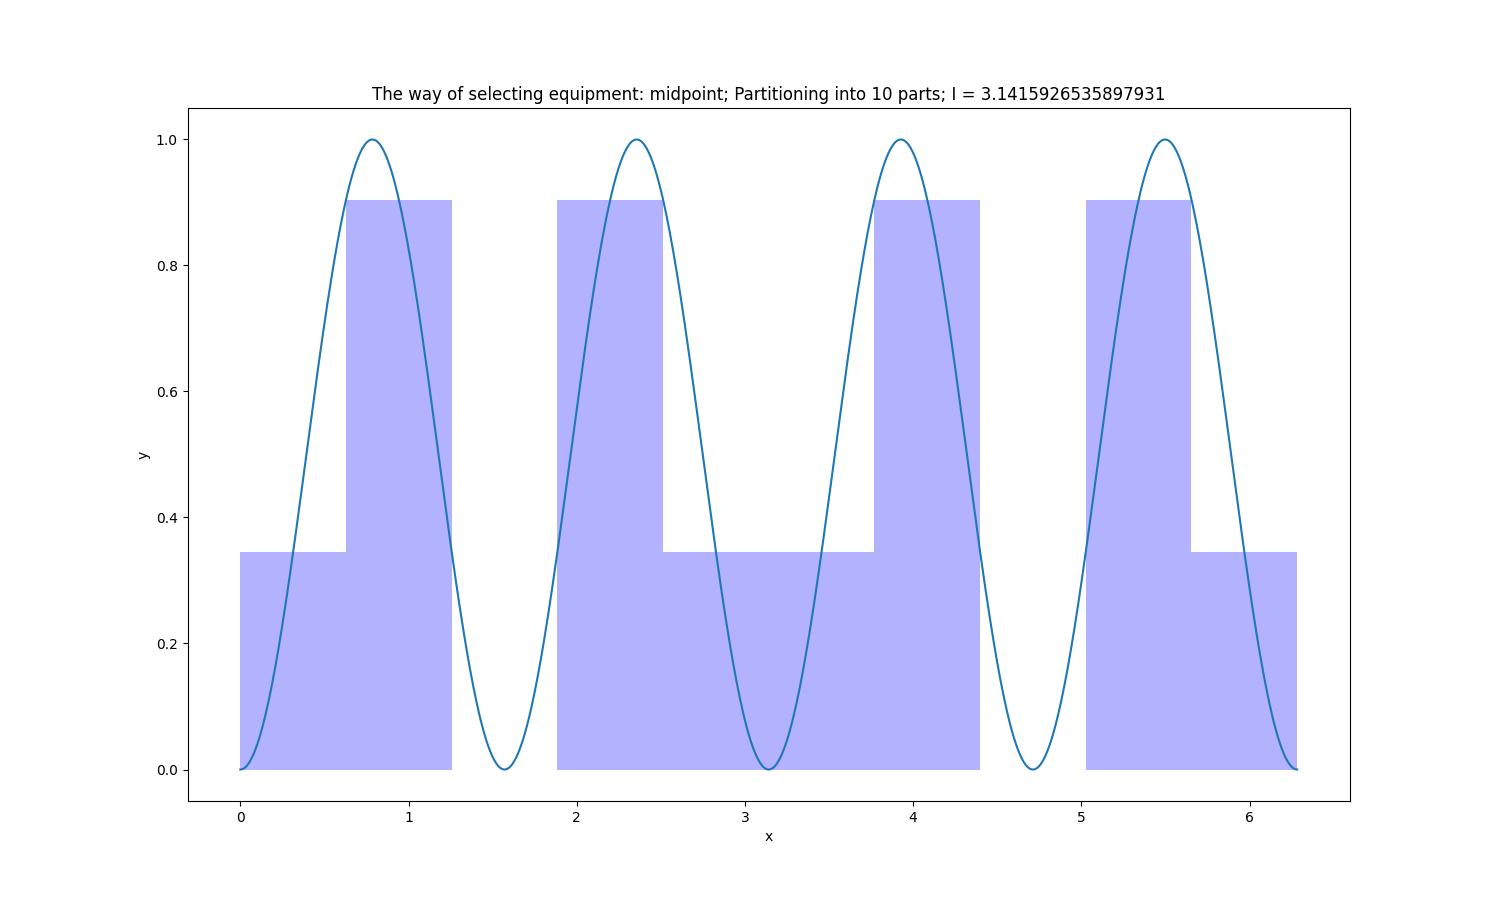 The way of selecting equipment: midpoint; Partitioning into 10 parts; I = 3.1415926535897931
1.0
0.8
0.6
0.4
0.2
0.0
y
0 1 2 3 4 5 6
x